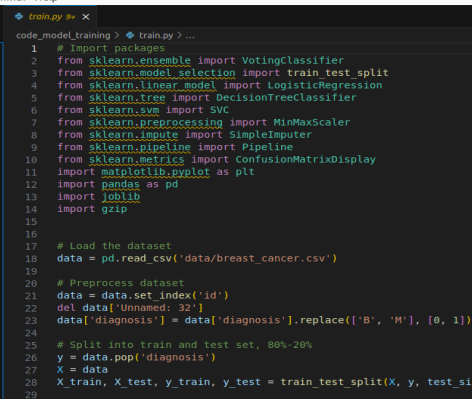 train.py 9+ ×
code_model_training > train.py > ...
1 # Import packages
2 from sklearn.ensemble import VotingClassifier
3 from sklearn.model_selection import train_test_split
4 from sklearn.linear_model import LogisticRegression
5 from sklearn.tree import DecisionTreeClassifier
6 from sklearn.svm import SVC
7 from sklearn.preprocessing import MinMaxScaler
8 from sklearn.impute import SimpleImputer
9 from sklearn.pipeline import Pipeline
10 from sklearn.metrics import ConfusionMatrixDisplay
11 import matplotlib.pyplot as plt
12 import pandas as pd
13 import joblib
14 import gzip
15
16
17 # Load the dataset
18 data = pd.read_csv('data/breast_cancer.csv')
19
20 # Preprocess dataset
21 data = data.set_index('id')
22 del data['Unnamed: 32']
23 data['diagnosis'] = data['diagnosis'].replace(['B', 'M'], [0, 1])
24
25 # Split into train and test set, 80%-20%
26 y = data.pop('diagnosis')
27 X = data
28 X_train, X_test, y_train, y_test = train_test_split(X, y, test_si
29